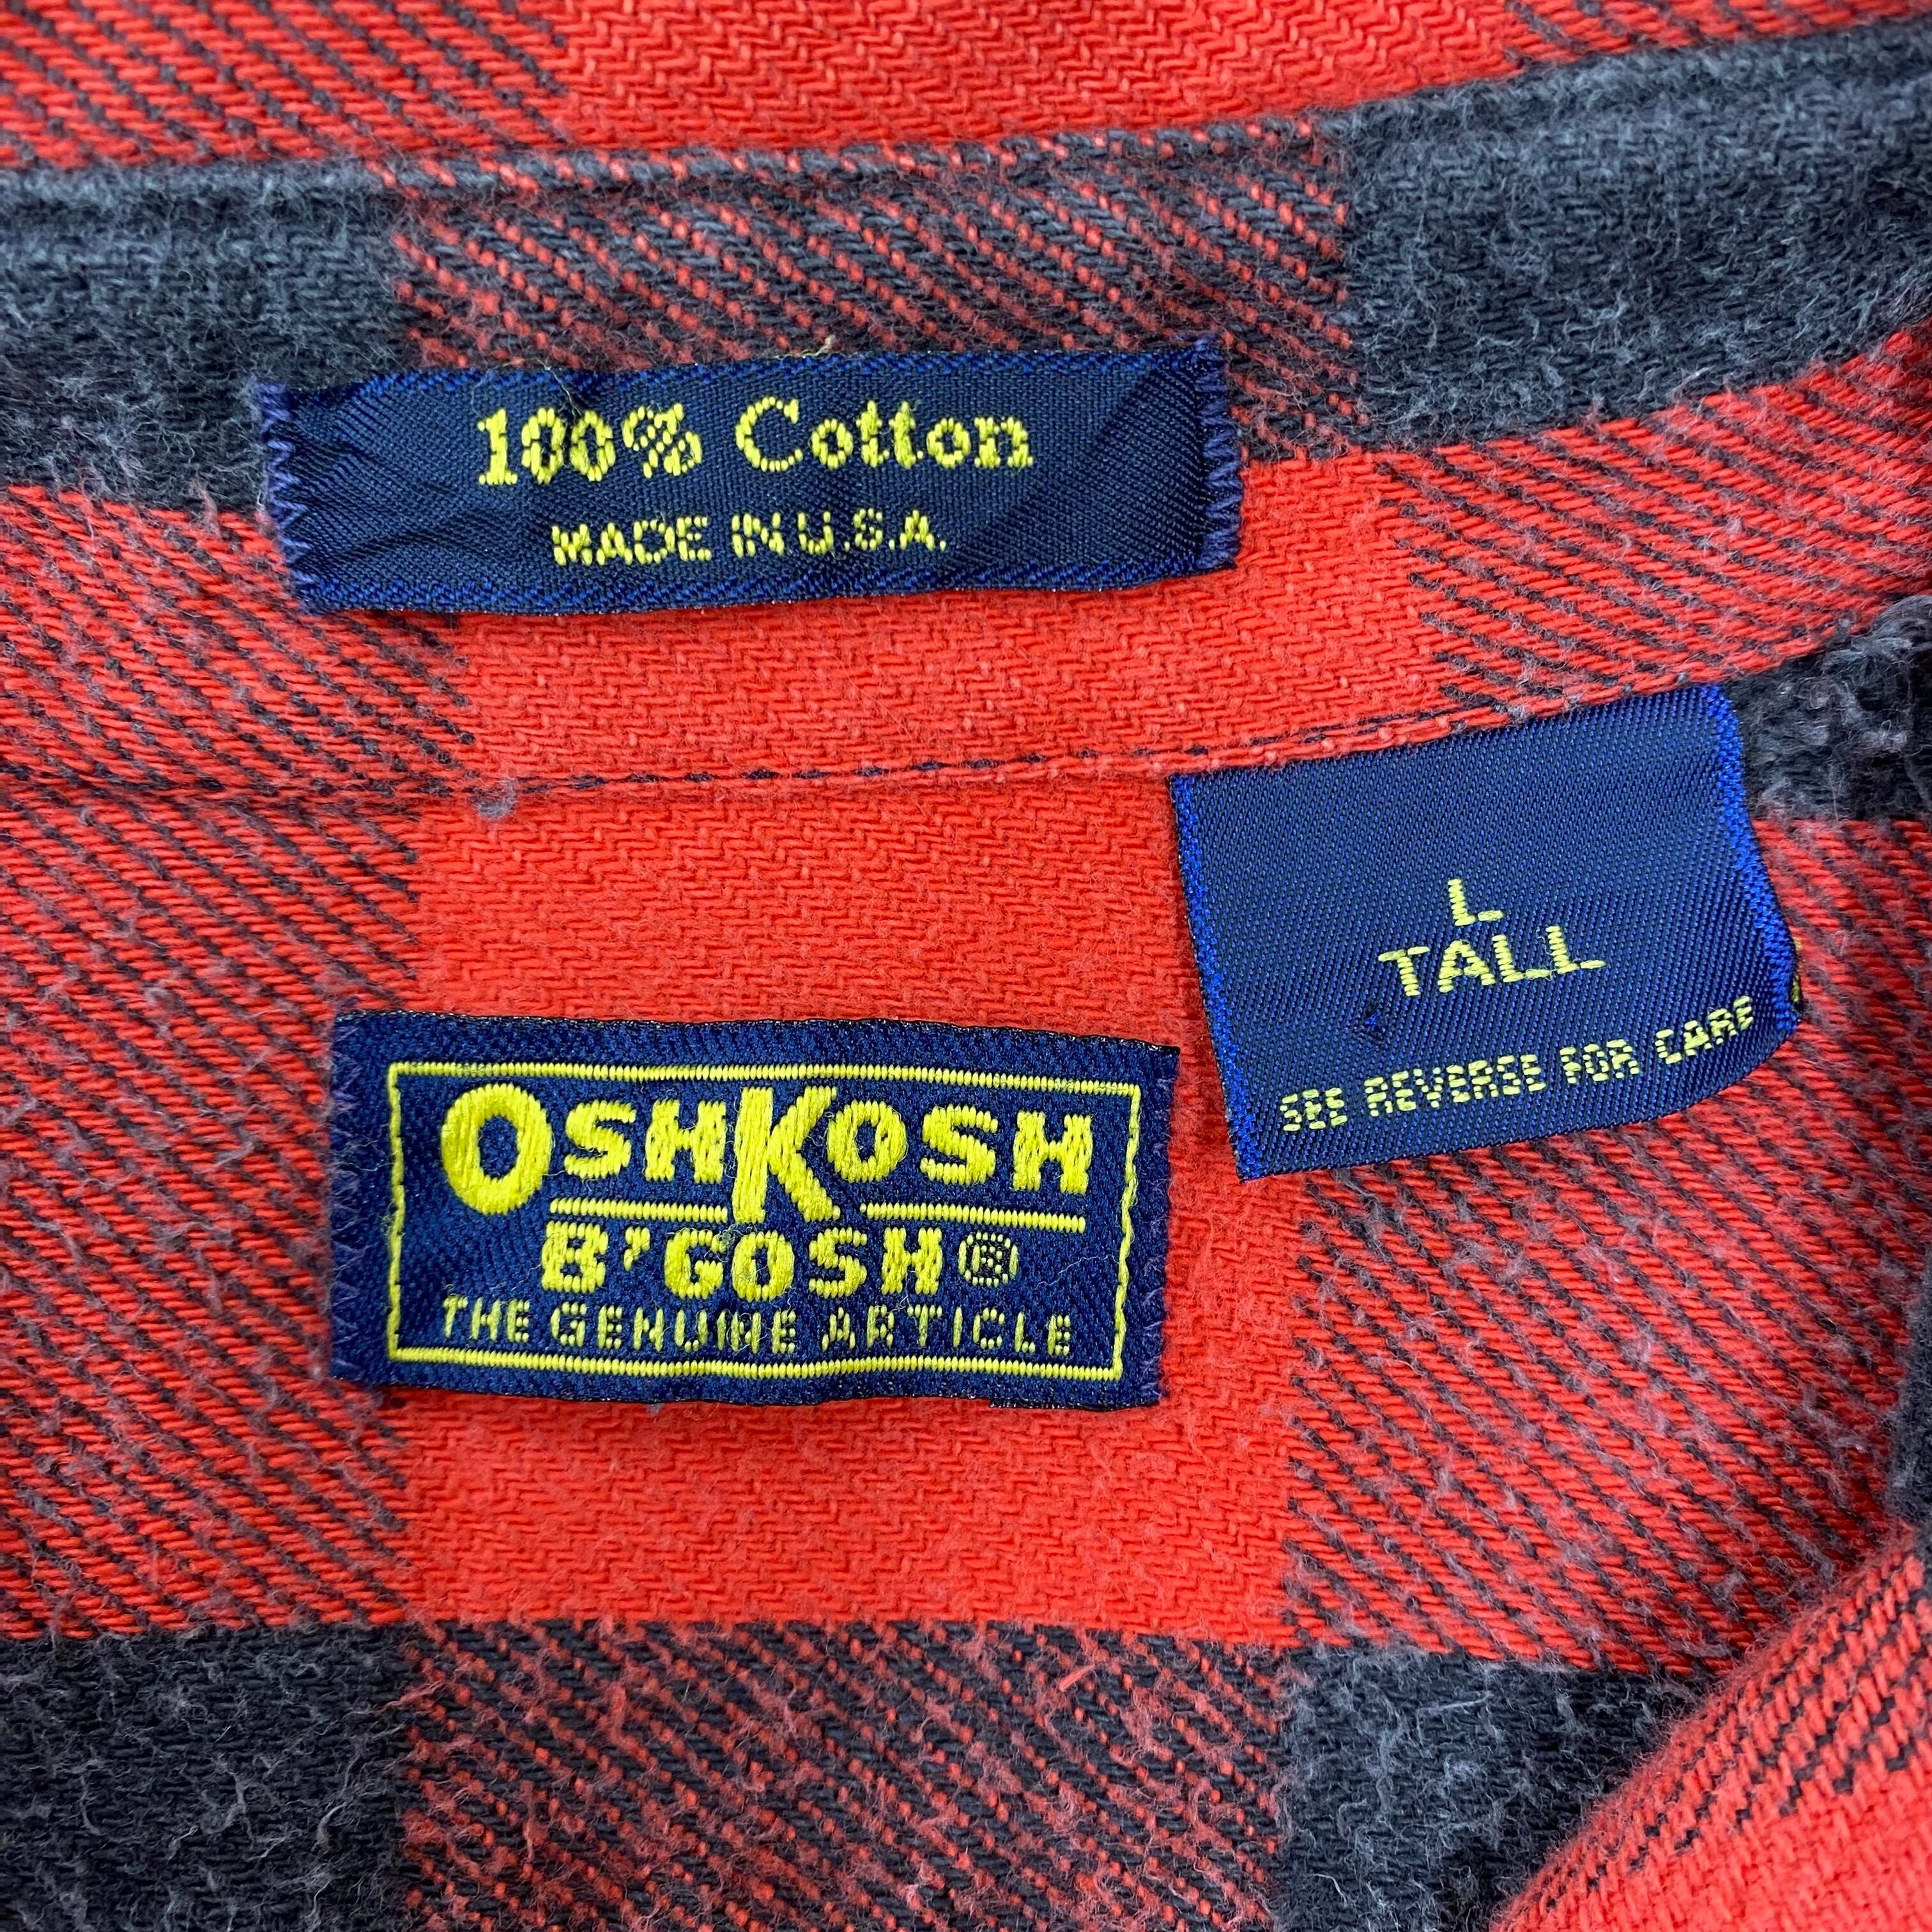 100% Cotton
MADE IN U.S.A.
L
TALL
SEE REVERSE FOR CARE
OSHKOSH
B'GOSH®
THE GENUINE ARTICLE